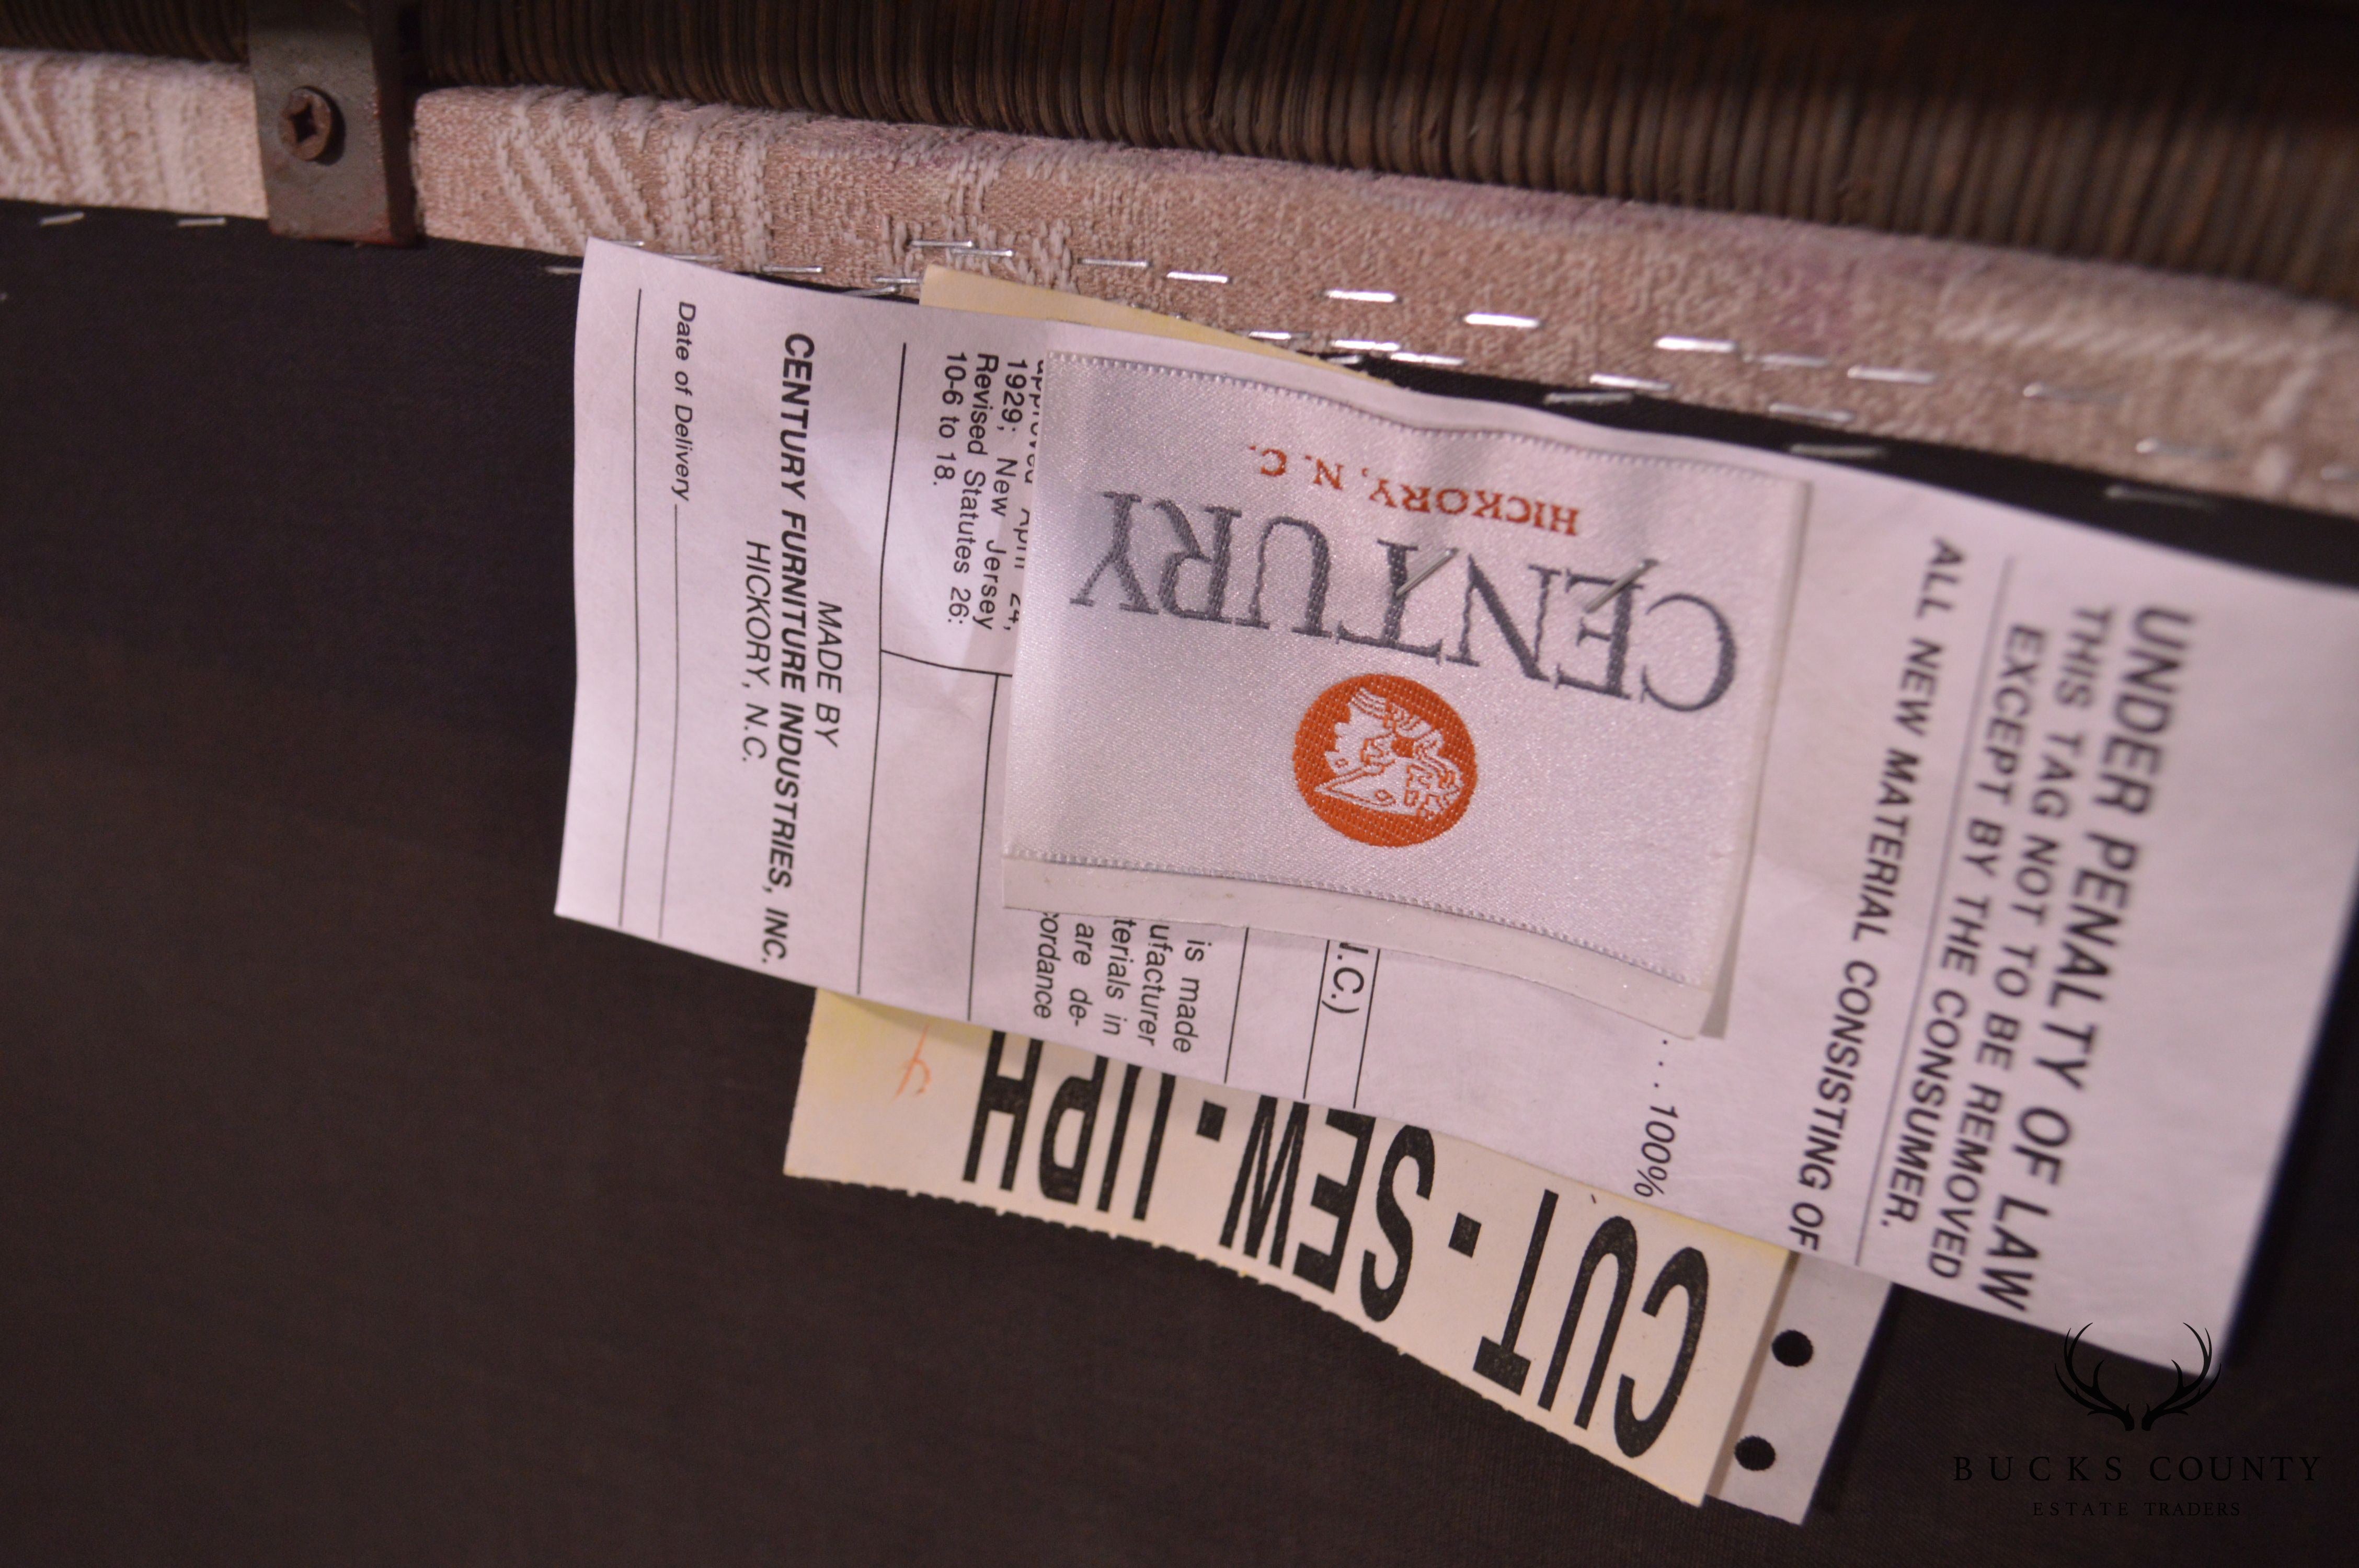 UNDER PENALTY OF LAW
THIS TAG NOT TO BE REMOVED
EXCEPT BY THE CONSUMER.
ALL NEW MATERIAL CONSISTING OF
. . . 100%
.C.)
is made
ufacturer
terials in
are de-
cordance
approved April 24,
1929; New Jersey
Revised Statutes 26:
10-6 to 18.
MADE BY
CENTURY FURNITURE INDUSTRIES, INC.
HICKORY, N.C.
Date of Delivery
CENTURY
HICKORY, N. C.
CUT - SEW - UPH
BUCKS COUNTY
ESTATE TRADERS